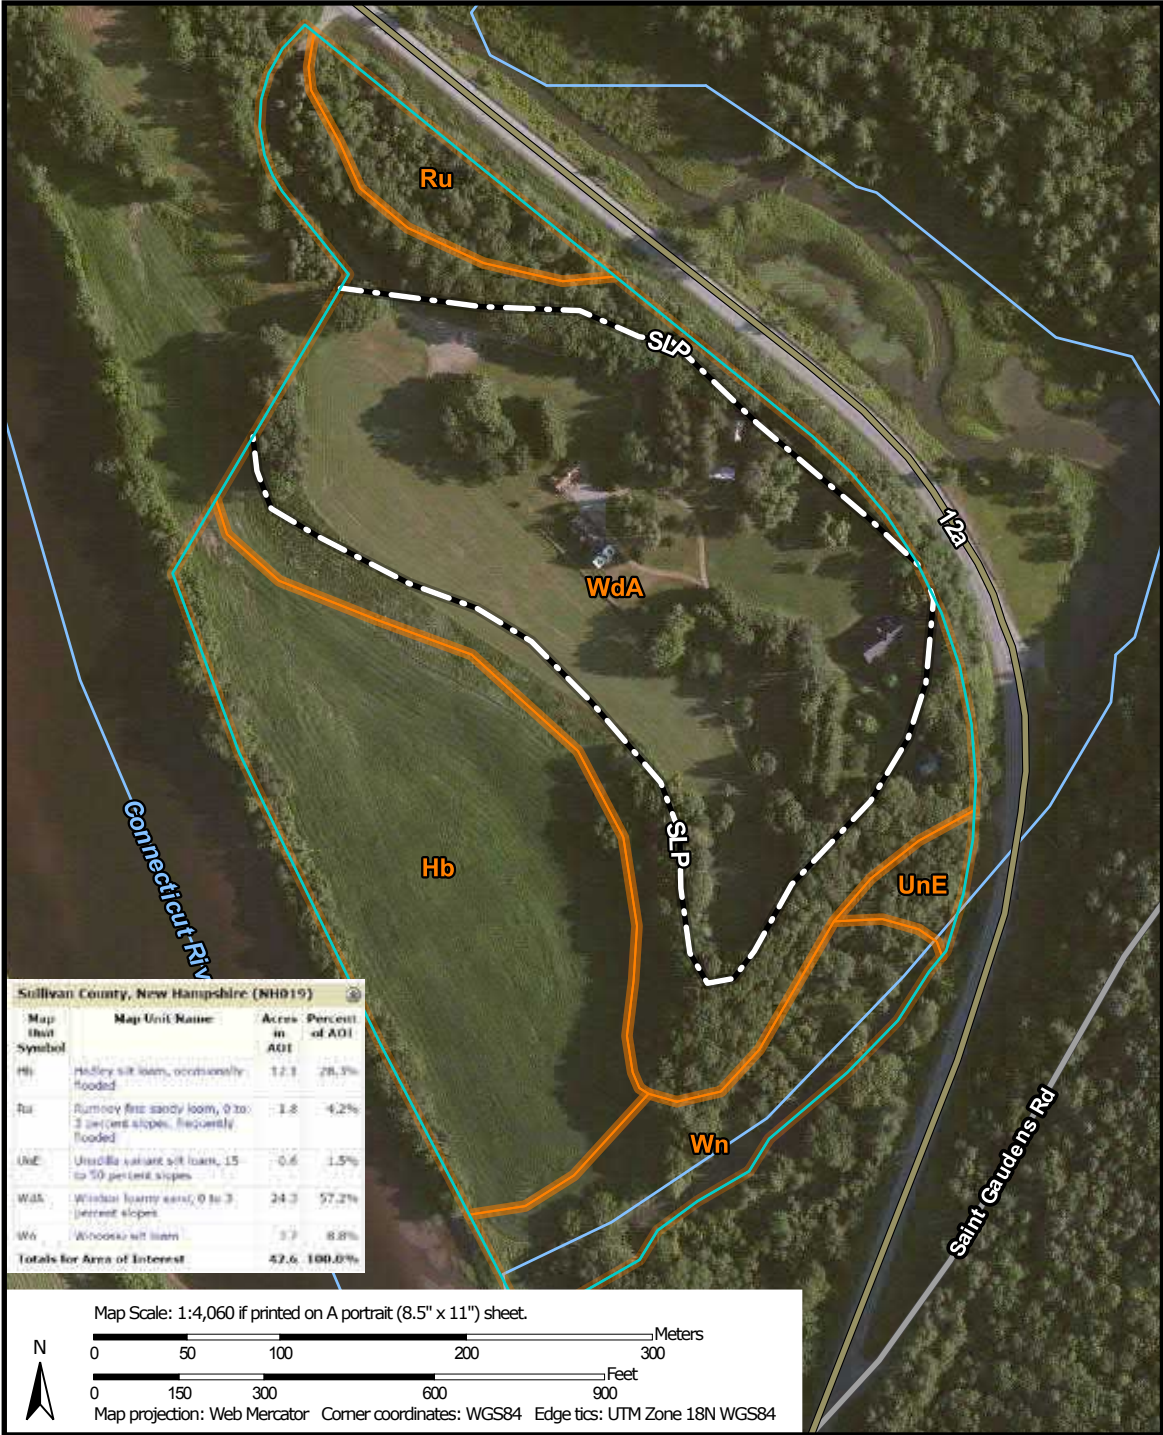 Ru
SLP
12a
WdA
SLP
Hb
UnE
Connecticut-Riv
Wn
Saint Gaudens Rd
Sullivan County, New Hampshire (NH019)
Map Unit Symbol
Map Unit Name
Acres in AOI
Percent of AOI
Hb Hadley silt loam, occasionally 12.1 28.3%
flooded
Ru Rumney fine sandy loam, 0 to 1.8 4.2%
3 percent slopes, frequently
flooded
UnE Unadilla variant silt loam, 15 0.6 1.5%
to 50 percent slopes
WdA Windsor loamy sand, 0 to 3 24.3 57.2%
percent slopes
Wn Winooski silt loam 3.7 8.8%
Totals for Area of Interest 42.6 100.0%
Map Scale: 1:4,060 if printed on A portrait (8.5" x 11") sheet.
N
Meters
0 50 100 200 300
Feet
0 150 300 600 900
Map projection: Web Mercator Corner coordinates: WGS84 Edge tics: UTM Zone 18N WGS84